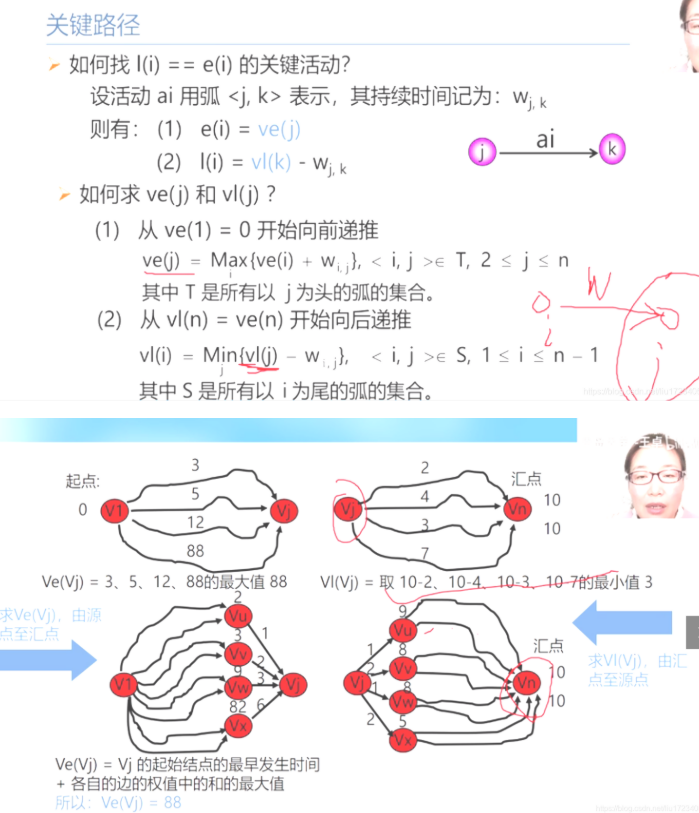 关键路径
如何找 l(i) == e(i) 的关键活动？
设活动 ai 用弧 <j, k> 表示，其持续时间记为：w j, k
则有：(1) e(i) = ve(j)
(2) l(i) = vl(k) - w j, k
j ai k
如何求 ve(j) 和 vl(j)？
(1) 从 ve(1) = 0 开始向前递推
ve(j) = Max{ve(i) + w i, j}, < i, j >∈ T, 2 ≤ j ≤ n
i
其中 T 是所有以 j 为头的弧的集合。
W
i
j
(2) 从 vl(n) = ve(n) 开始向后递推
vl(i) = Min{vl(j) − w i, j}, < i, j >∈ S, 1 ≤ i ≤ n − 1
j
其中 S 是所有以 i 为尾的弧的集合。
起点:
0 V1 3 5 12 88 Vj
Vj 2 4 3 7 Vn
汇点
10
10
Ve(Vj) = 3、5、12、88的最大值 88
Vl(Vj) = 取 10-2、10-4、10-3、10-7的最小值 3
求Ve(Vj)，由源
点至汇点
V1
2 Vu 1
3 Vv 2
9 Vw 3
82 Vx 6
Vj
Vj
1 Vu 9
2 Vv 8
1 Vw 8
2 Vx 5
Vn
汇点
10
10
求Vl(Vj)，由汇
点至源点
Ve(Vj) = Vj 的起始结点的最早发生时间
+ 各自的边的权值中的和的最大值
所以：Ve(Vj) = 88